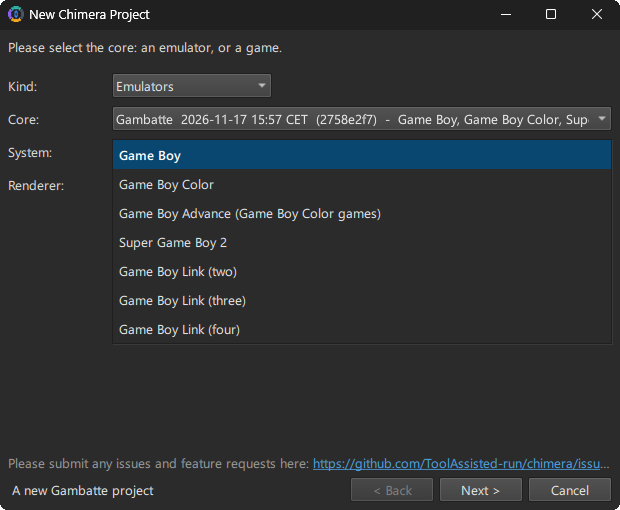 New Chimera Project
Please select the core: an emulator, or a game.
Kind:
Emulators
Core:
Gambatte 2026-11-17 15:57 CET (2758e2f7) - Game Boy, Game Boy Color, Sup
System:
Game Boy
Game Boy Color
Renderer:
Game Boy Advance (Game Boy Color games)
Super Game Boy 2
Game Boy Link (two)
Game Boy Link (three)
Game Boy Link (four)
Please submit any issues and feature requests here: https://github.com/ToolAssisted-run/chimera/issu...
A new Gambatte project
< Back
Next >
Cancel